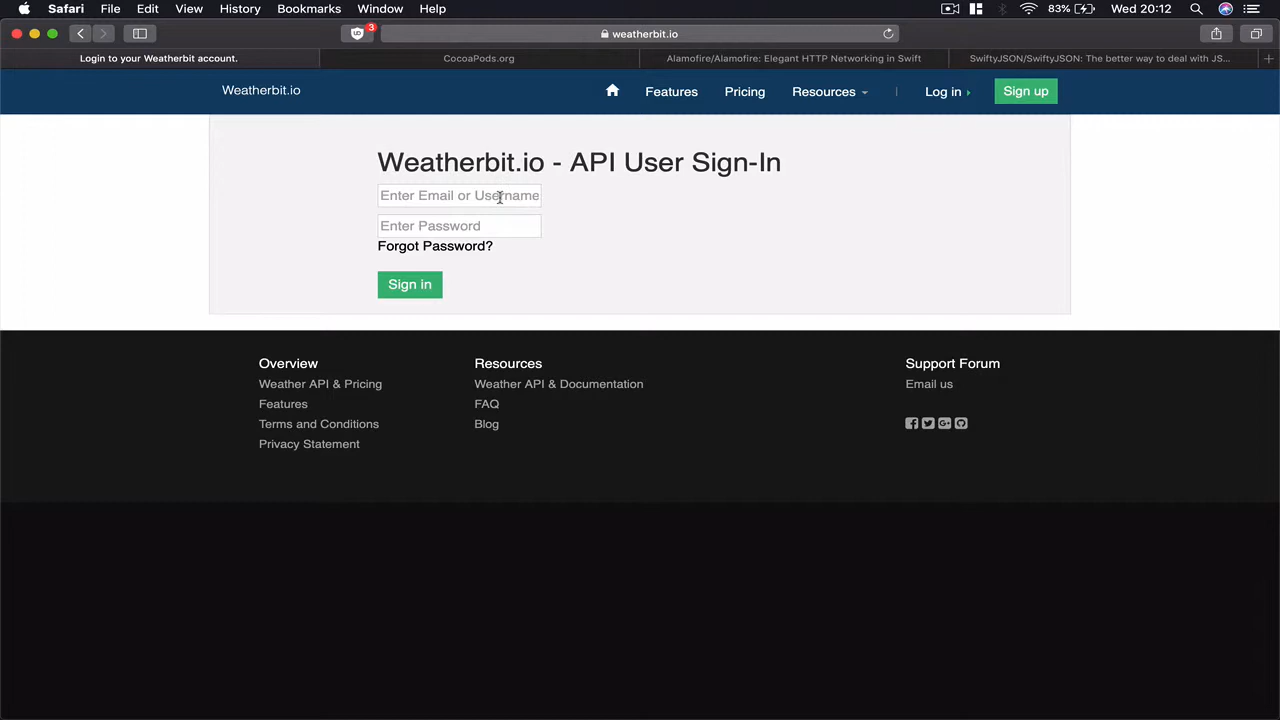 Safari File Edit View History Bookmarks Window Help 83% Wed 20:12
3 weatherbit.io
Login to your Weatherbit account. CocoaPods.org Alamofire/Alamofire: Elegant HTTP Networking in Swift SwiftyJSON/SwiftyJSON: The better way to deal with JS...
Weatherbit.io Features Pricing Resources Log in Sign up
Weatherbit.io - API User Sign-In
Enter Email or Username
Enter Password
Forgot Password?
Sign in
Overview Resources Support Forum
Weather API & Pricing Weather API & Documentation Email us
Features FAQ
Terms and Conditions Blog
Privacy Statement